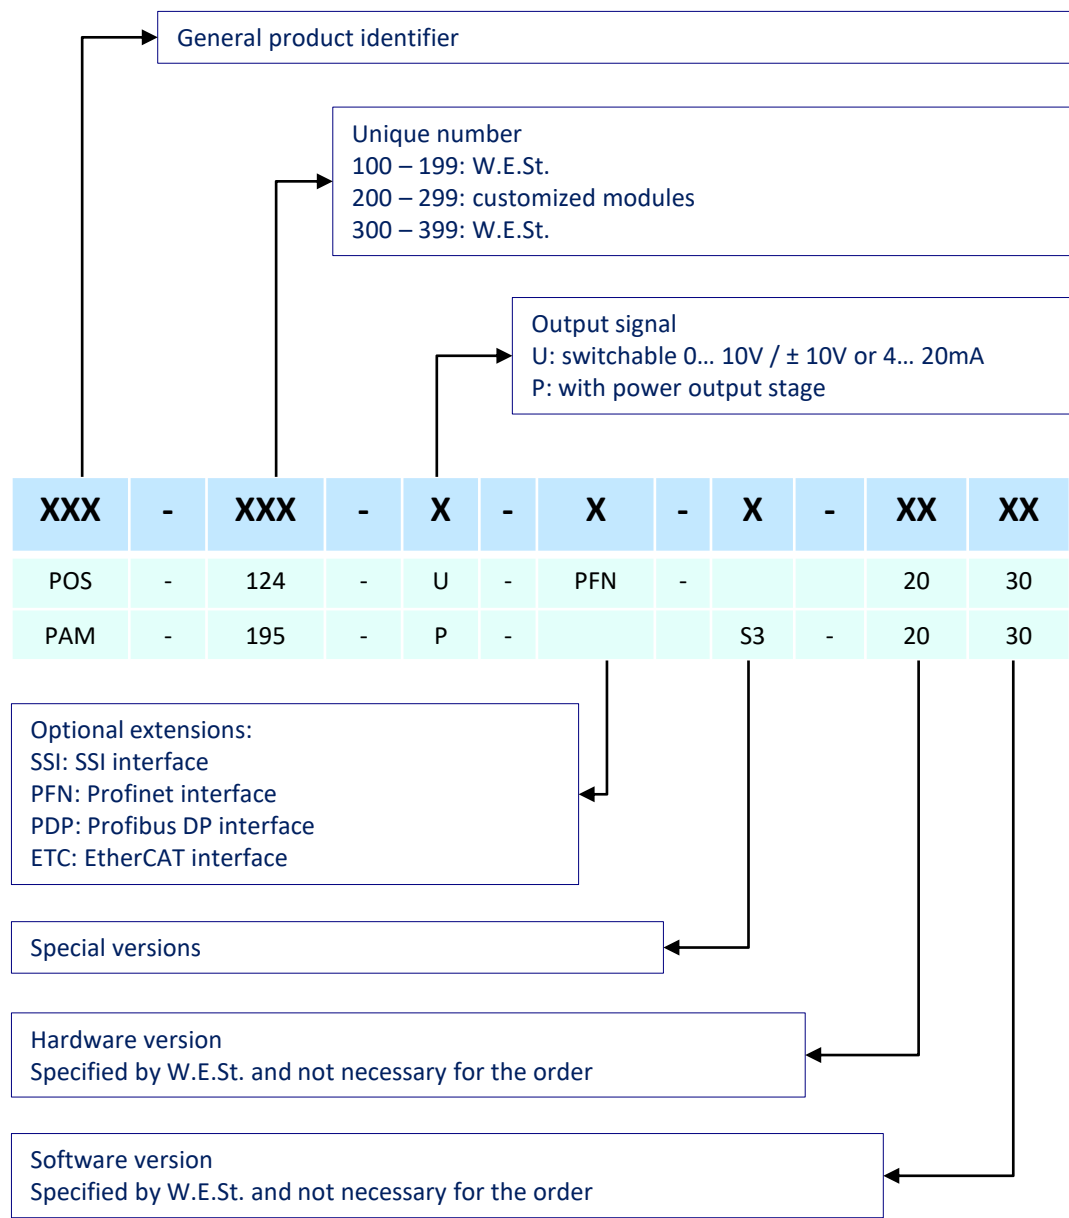 General product identifier
Unique number
100 – 199: W.E.St.
200 – 299: customized modules
300 – 399: W.E.St.
Output signal
U: switchable 0... 10V / ± 10V or 4... 20mA
P: with power output stage
XXX - XXX - X - X - X - XX XX
POS - 124 - U - PFN - 20 30
PAM - 195 - P - S3 - 20 30
Optional extensions:
SSI: SSI interface
PFN: Profinet interface
PDP: Profibus DP interface
ETC: EtherCAT interface
Special versions
Hardware version
Specified by W.E.St. and not necessary for the order
Software version
Specified by W.E.St. and not necessary for the order